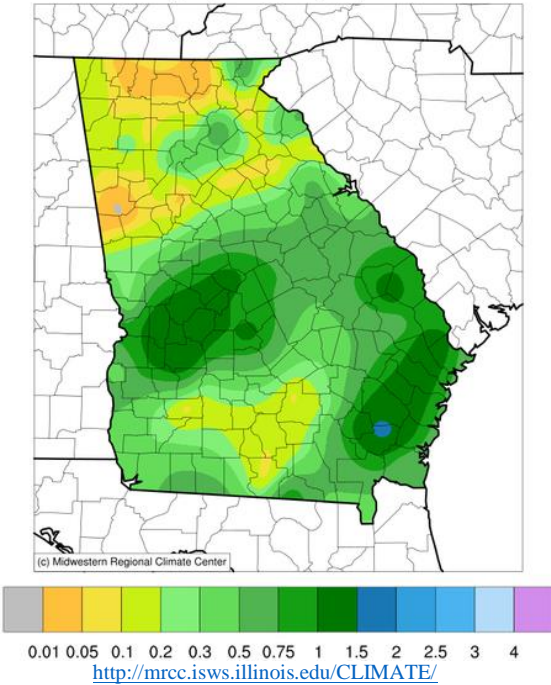 (c) Midwestern Regional Climate Center
0.01 0.05 0.1 0.2 0.3 0.5 0.75 1 1.5 2 2.5 3 4
http://mrcc.isws.illinois.edu/CLIMATE/